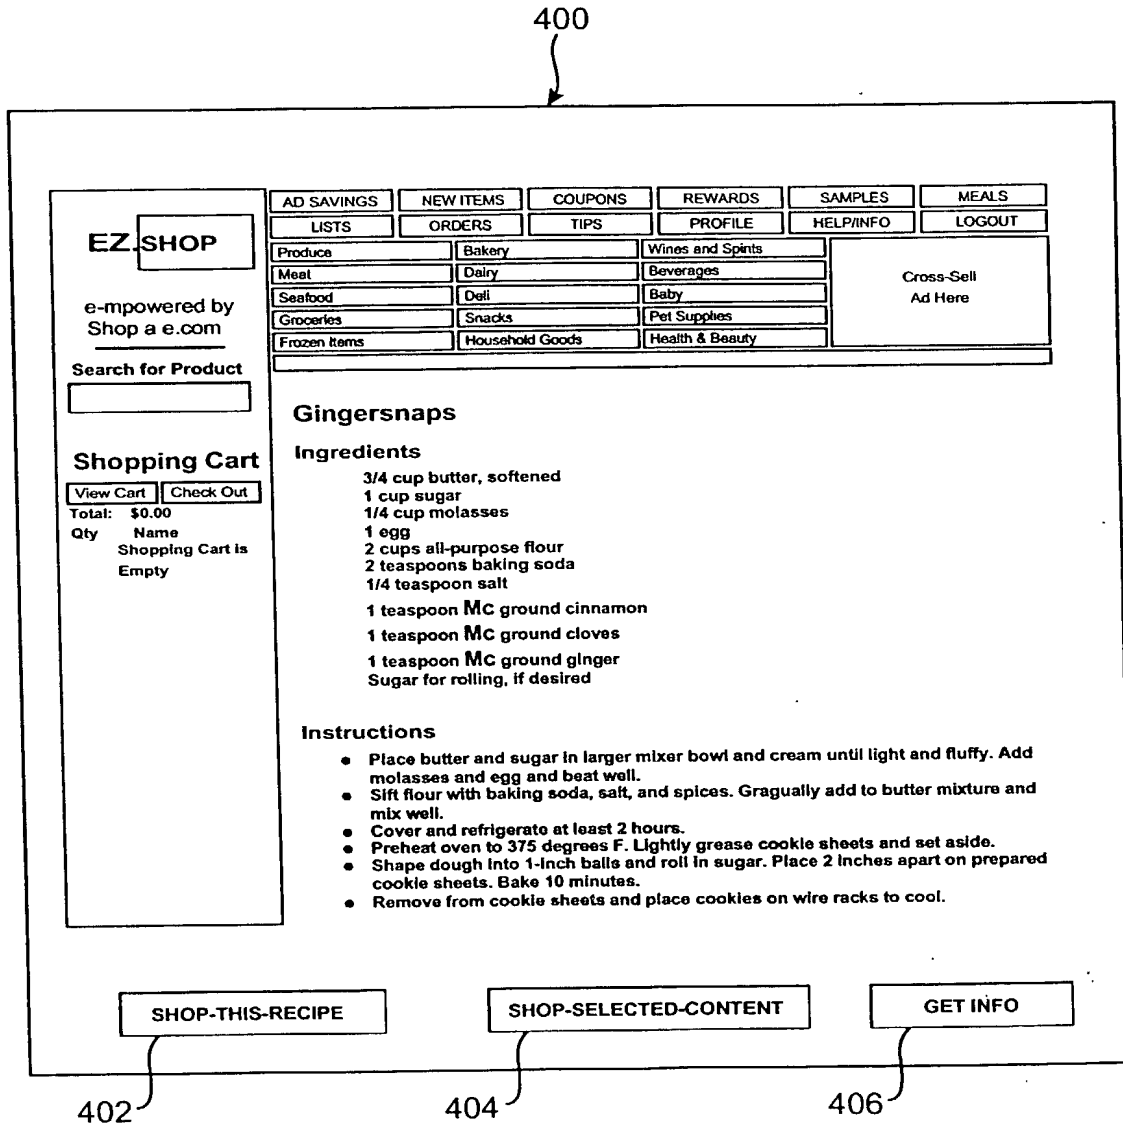 400
EZ.SHOP
e-mpowered by
Shop a e.com
Search for Product
Shopping Cart
View Cart Check Out
Total: $0.00
Qty Name
Shopping Cart is
Empty
AD SAVINGS NEW ITEMS COUPONS REWARDS SAMPLES MEALS
LISTS ORDERS TIPS PROFILE HELP/INFO LOGOUT
Produce Bakery Wines and Spirits
Meat Dairy Beverages
Seafood Deli Baby
Groceries Snacks Pet Supplies
Frozen Items Household Goods Health & Beauty
Cross-Sell
Ad Here
Gingersnaps
Ingredients
3/4 cup butter, softened
1 cup sugar
1/4 cup molasses
1 egg
2 cups all-purpose flour
2 teaspoons baking soda
1/4 teaspoon salt
1 teaspoon Mc ground cinnamon
1 teaspoon Mc ground cloves
1 teaspoon Mc ground ginger
Sugar for rolling, if desired
Instructions
• Place butter and sugar in larger mixer bowl and cream until light and fluffy. Add
molasses and egg and beat well.
• Sift flour with baking soda, salt, and spices. Gragually add to butter mixture and
mix well.
• Cover and refrigerate at least 2 hours.
• Preheat oven to 375 degrees F. Lightly grease cookie sheets and set aside.
• Shape dough into 1-inch balls and roll in sugar. Place 2 inches apart on prepared
cookie sheets. Bake 10 minutes.
• Remove from cookie sheets and place cookies on wire racks to cool.
SHOP-THIS-RECIPE SHOP-SELECTED-CONTENT GET INFO
402 404 406